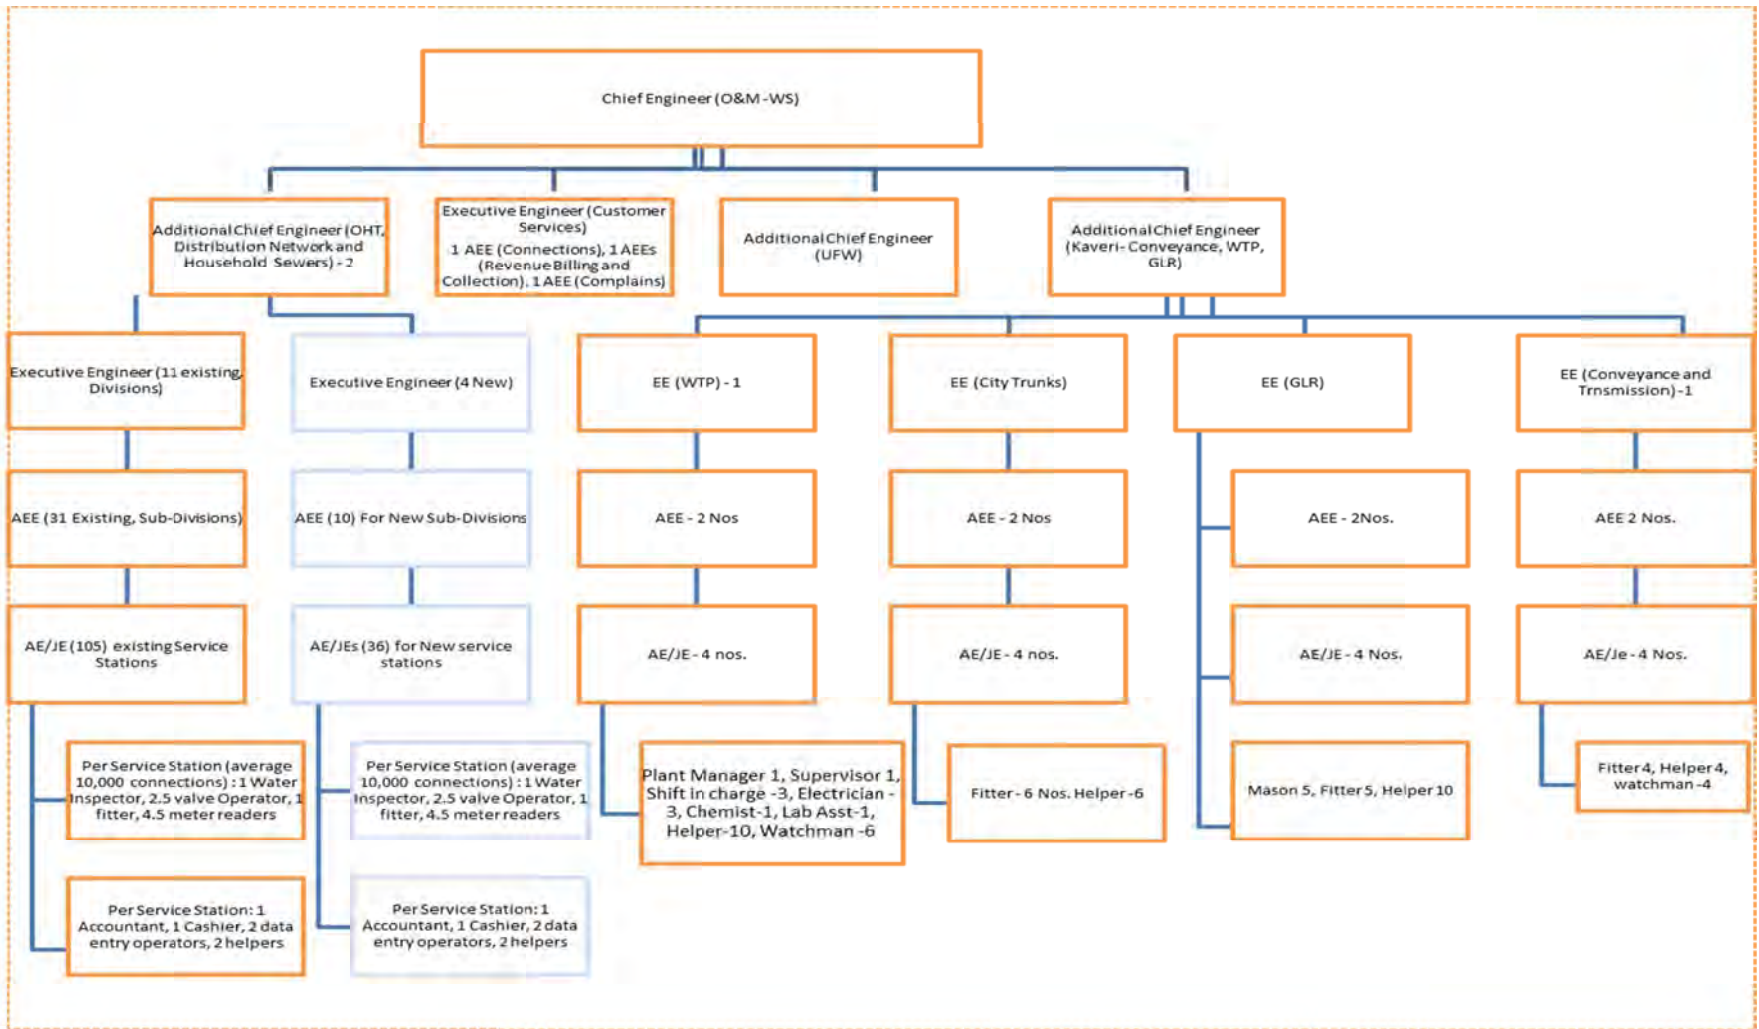 Chief Engineer (O&M -WS)
Additional Chief Engineer (OHT,
Distribution Network and
Household Sewers) - 2
Executive Engineer (Customer
Services)
1 AEE (Connections), 1 AEEs
(Revenue Billing and
Collection), 1 AEE (Complains)
Additional Chief Engineer
(UFW)
Additional Chief Engineer
(Kaveri- Conveyance, WTP,
GLR)
Executive Engineer (11 existing,
Divisions)
Executive Engineer (4 New)
EE (WTP) - 1
EE (City Trunks)
EE (GLR)
EE (Conveyance and
Trnsmission) -1
AEE (31 Existing, Sub-Divisions)
AEE (10) For New Sub-Divisions
AEE - 2 Nos
AEE - 2 Nos
AEE - 2Nos.
AEE 2 Nos.
AE/JE (105) existing Service
Stations
AE/JEs (36) for New service
stations
AE/JE - 4 nos.
AE/JE - 4 nos.
AE/JE - 4 Nos.
AE/Je - 4 Nos.
Per Service Station (average
10,000 connections) : 1 Water
Inspector, 2.5 valve Operator, 1
fitter, 4.5 meter readers
Per Service Station (average
10,000 connections) : 1 Water
Inspector, 2.5 valve Operator, 1
fitter, 4.5 meter readers
Plant Manager 1, Supervisor 1,
Shift in charge -3, Electrician -
3, Chemist-1, Lab Asst-1,
Helper-10, Watchman -6
Fitter - 6 Nos. Helper -6
Mason 5, Fitter 5, Helper 10
Fitter 4, Helper 4,
watchman -4
Per Service Station: 1
Accountant, 1 Cashier, 2 data
entry operators, 2 helpers
Per Service Station: 1
Accountant, 1 Cashier, 2 data
entry operators, 2 helpers